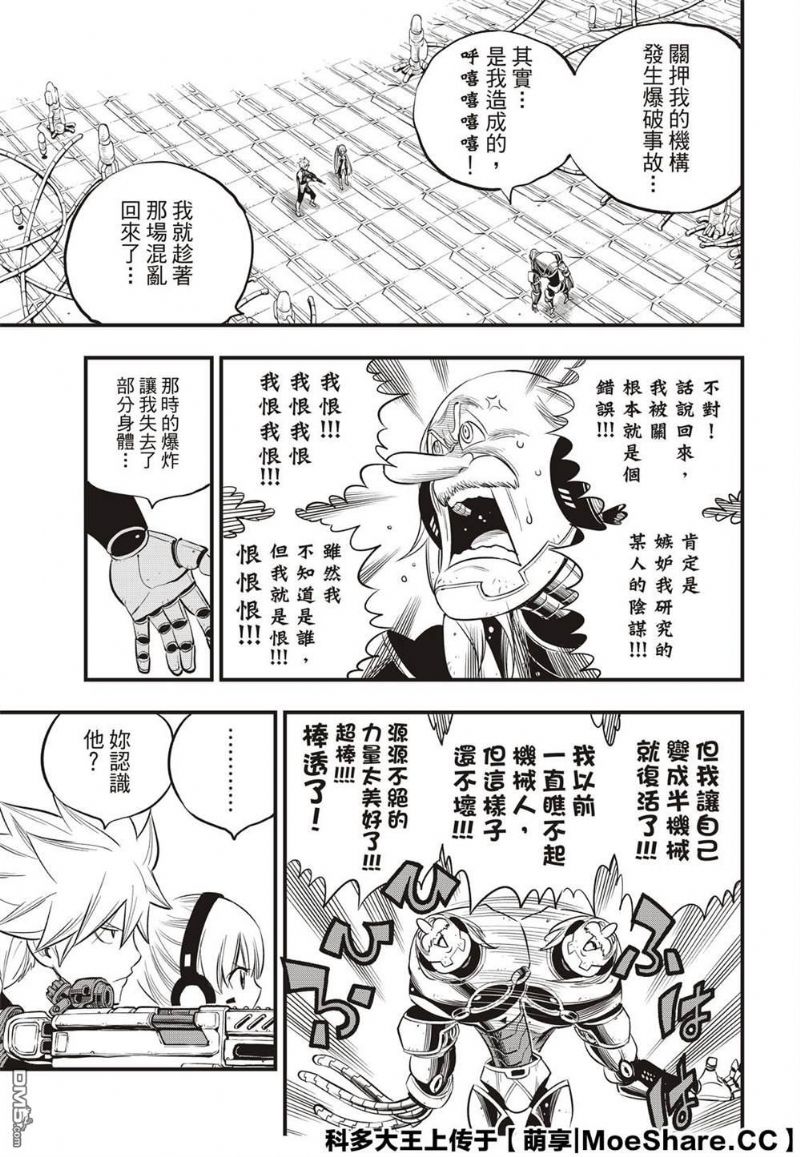 關押我的機構
發生爆破事故…
其實…
是我造成的，
呼嘻嘻嘻嘻！
我就趁著
那場混亂
回來了…
不對！
話說回來，
我被關
根本就是個
錯誤!!!
肯定是
嫉妒我研究的
某人的陰謀!!!
我恨!!!
我恨我恨
我恨我恨!!!
雖然我
不知道是誰，
但我就是恨!!!
恨恨恨!!!
那時的爆炸
讓我失去了
部分身體…
但我讓自己
變成半機械
就復活了!!!
我以前
一直瞧不起
機械人，
但這樣子
還不壞!!!
源源不絕的
力量太美好了!!!
超棒!!!!
棒透了！
ふふは
ひひひ
………
妳認識
他？
DM5.com
科多大王上传于【萌享|MoeShare.CC】